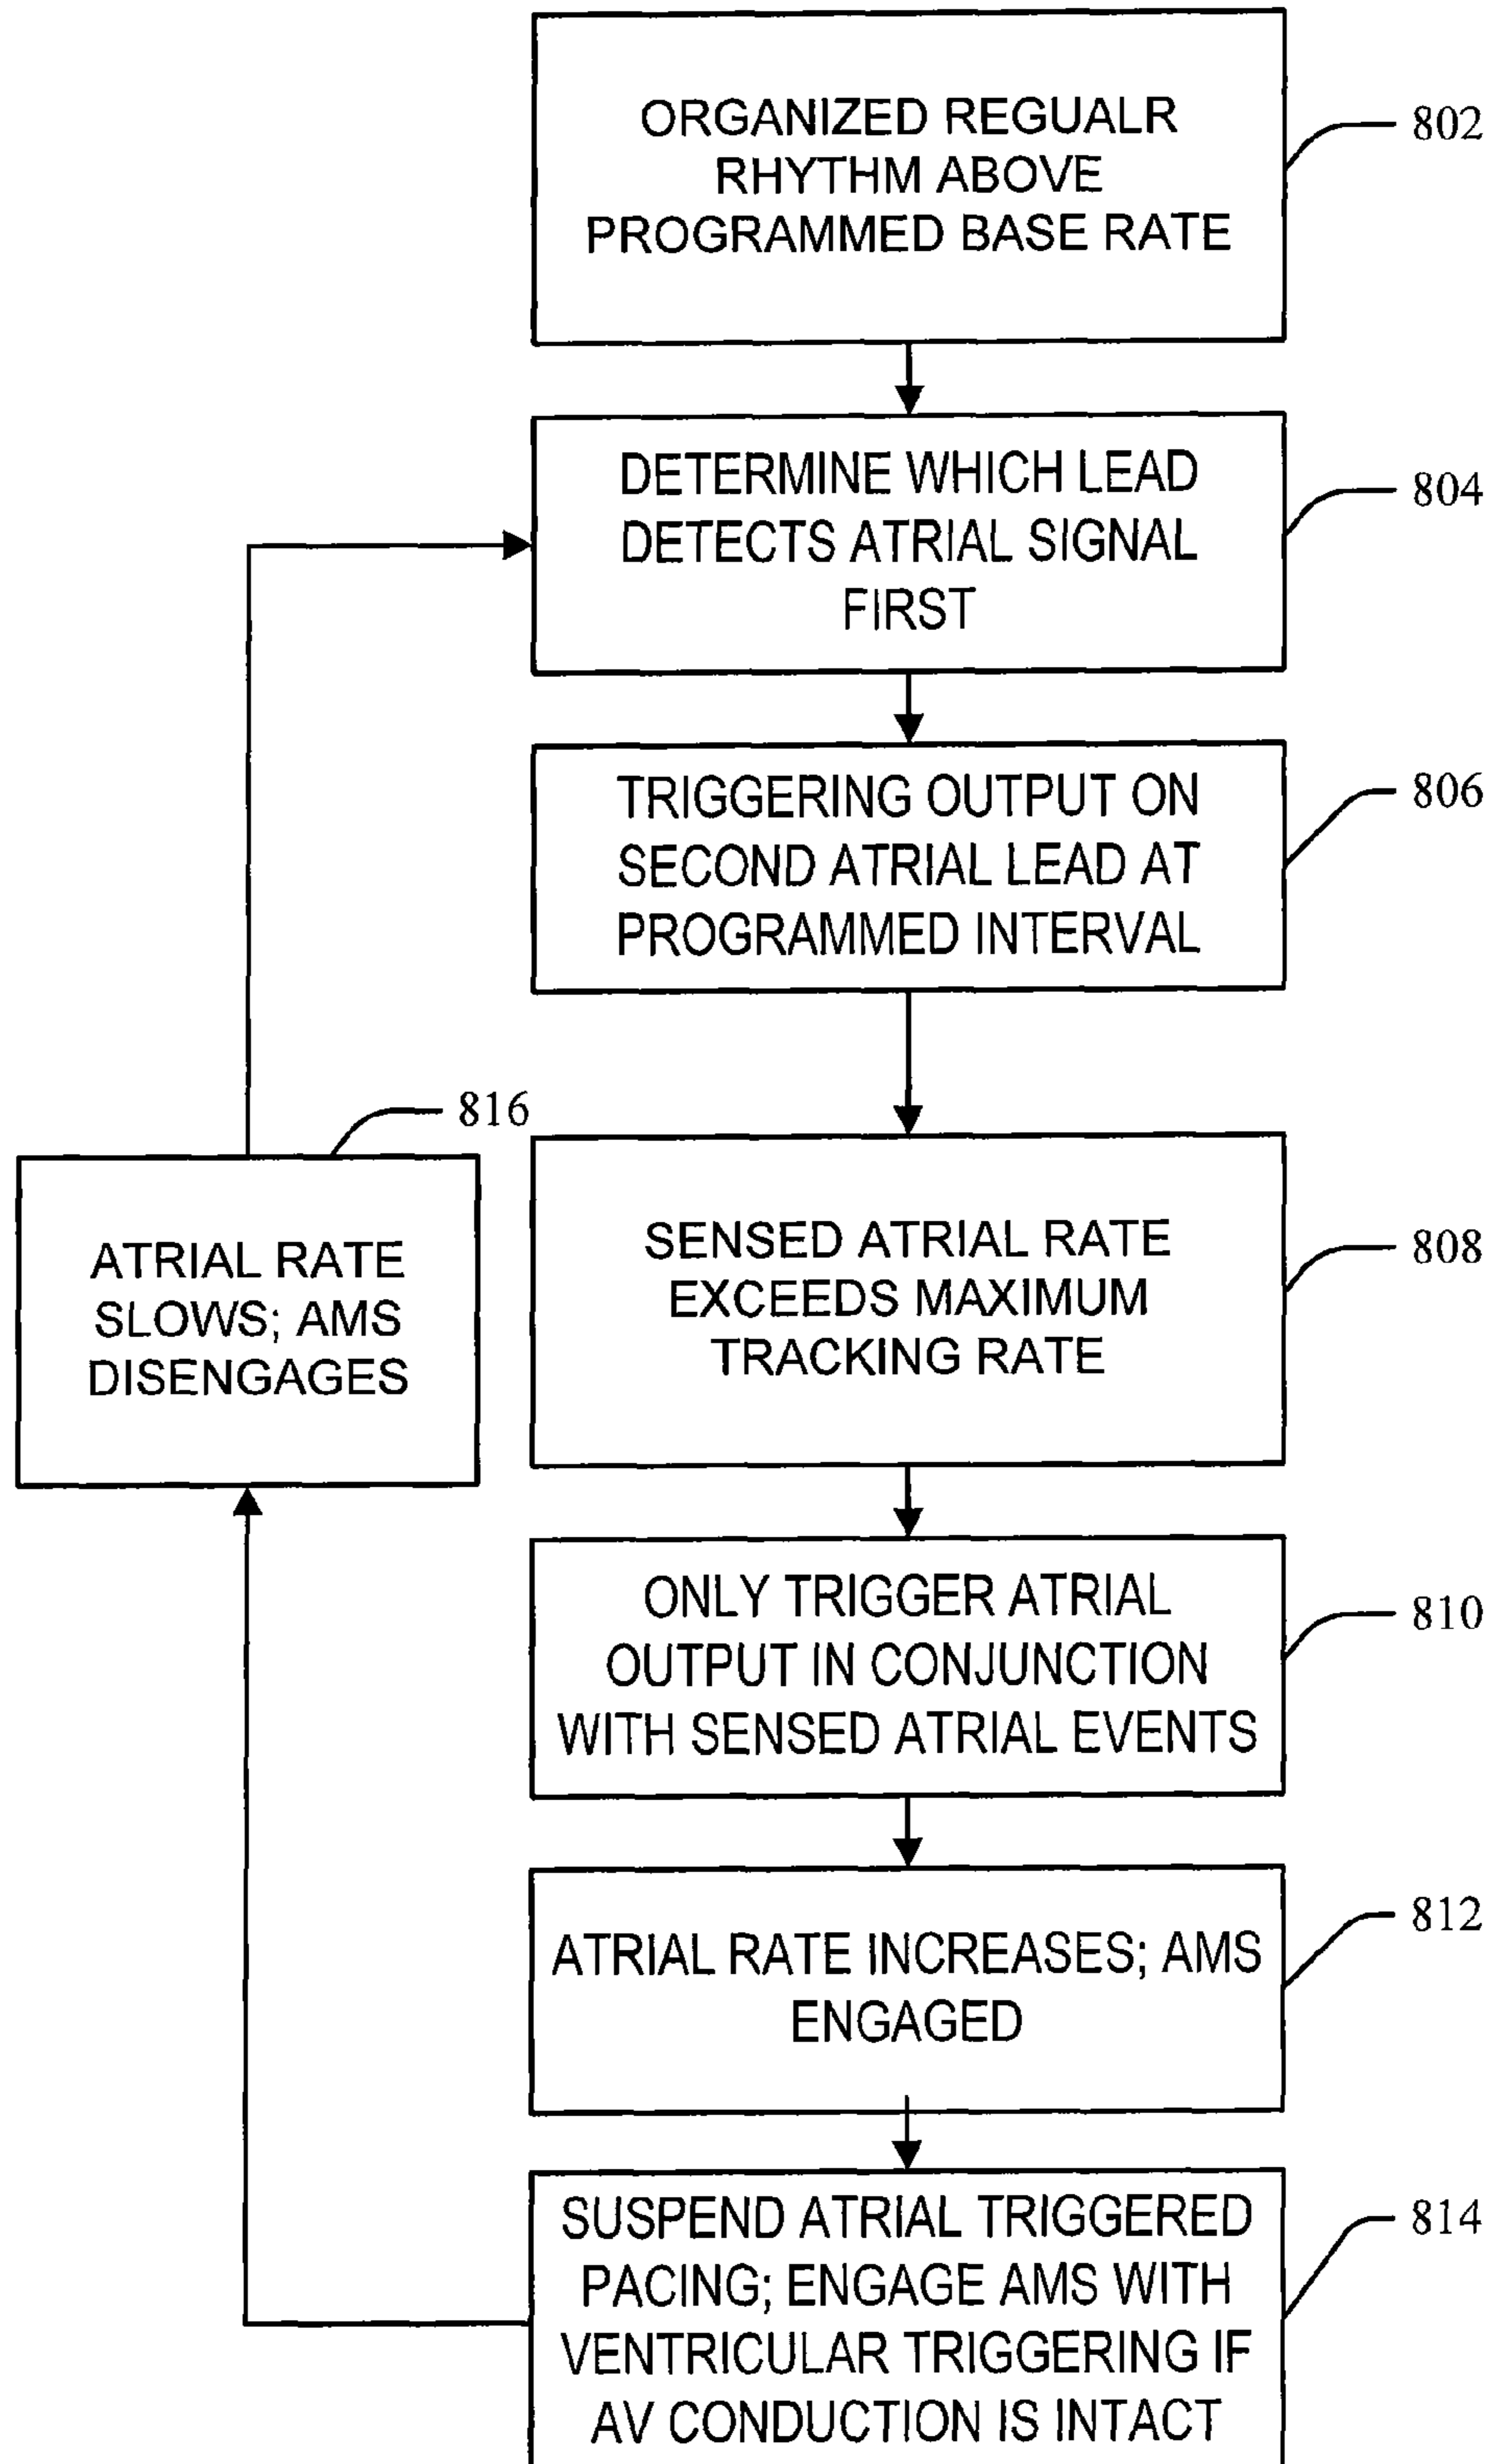 ORGANIZED REGUALR
RHYTHM ABOVE
PROGRAMMED BASE RATE
802
DETERMINE WHICH LEAD
DETECTS ATRIAL SIGNAL
FIRST
804
TRIGGERING OUTPUT ON
SECOND ATRIAL LEAD AT
PROGRAMMED INTERVAL
806
816
ATRIAL RATE
SLOWS; AMS
DISENGAGES
SENSED ATRIAL RATE
EXCEEDS MAXIMUM
TRACKING RATE
808
ONLY TRIGGER ATRIAL
OUTPUT IN CONJUNCTION
WITH SENSED ATRIAL EVENTS
810
ATRIAL RATE INCREASES; AMS
ENGAGED
812
SUSPEND ATRIAL TRIGGERED
PACING; ENGAGE AMS WITH
VENTRICULAR TRIGGERING IF
AV CONDUCTION IS INTACT
814